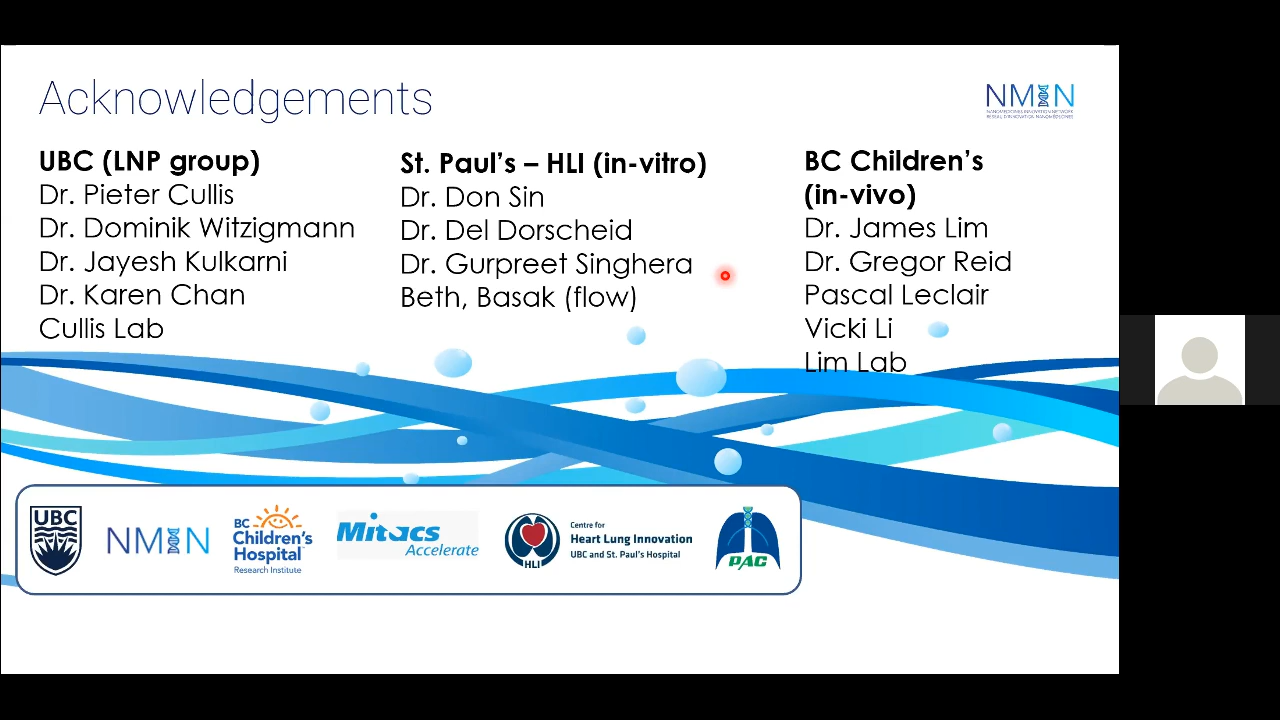 Acknowledgements
NMIN
UBC (LNP group)
Dr. Pieter Cullis
Dr. Dominik Witzigmann
Dr. Jayesh Kulkarni
Dr. Karen Chan
Cullis Lab
St. Paul's – HLI (in-vitro)
Dr. Don Sin
Dr. Del Dorscheid
Dr. Gurpreet Singhera
Beth, Basak (flow)
BC Children's
(in-vivo)
Dr. James Lim
Dr. Gregor Reid
Pascal Leclair
Vicki Li
Lim Lab
UBC
NMIN
BC
Children's
Hospital
Research Institute
Mitacs
Accelerate
HLI
Centre for
Heart Lung Innovation
UBC and St. Paul's Hospital
PAC